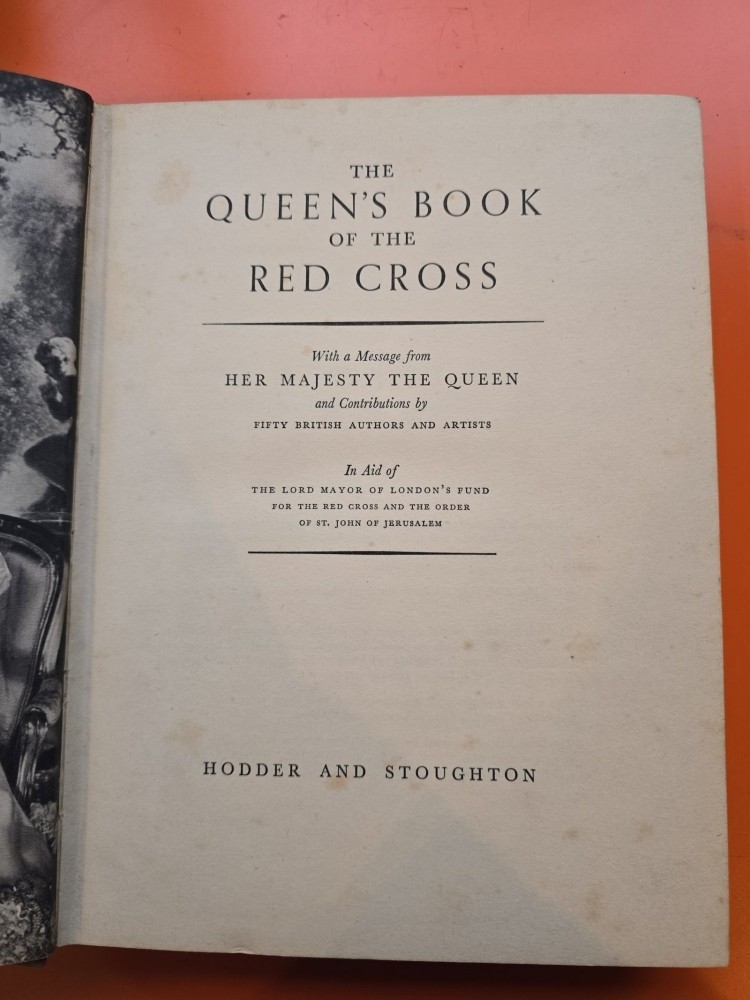 THE
QUEEN'S BOOK
OF THE
RED CROSS
With a Message from
HER MAJESTY THE QUEEN
and Contributions by
FIFTY BRITISH AUTHORS AND ARTISTS
In Aid of
THE LORD MAYOR OF LONDON'S FUND
FOR THE RED CROSS AND THE ORDER
OF ST. JOHN OF JERUSALEM
HODDER AND STOUGHTON